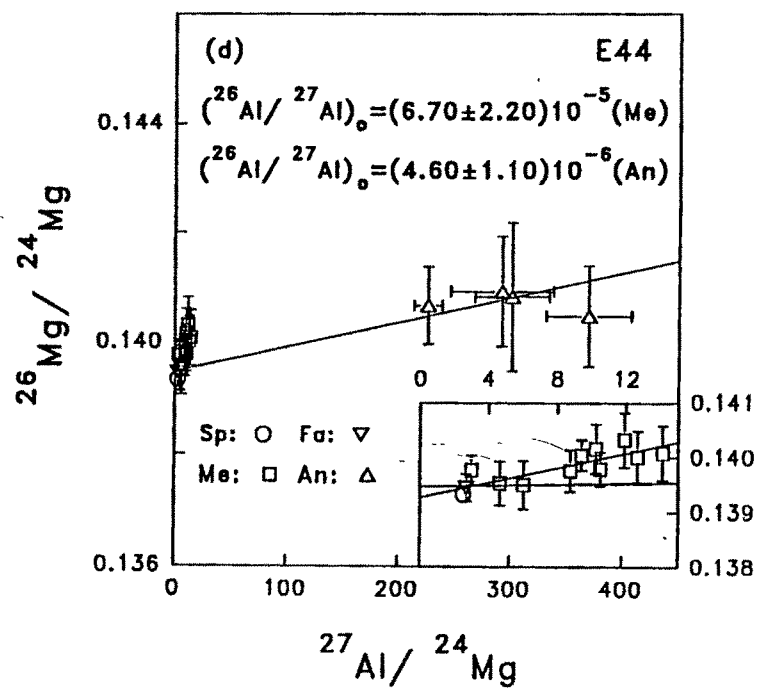 (d) E44
(²⁶Al/ ²⁷Al)ₒ=(6.70±2.20)10⁻⁵(Me)
(²⁶Al/ ²⁷Al)ₒ=(4.60±1.10)10⁻⁶(An)
0.144
0.140
0.136
²⁶Mg/ ²⁴Mg
0 4 8 12
0.141
0.140
0.139
0.138
Sp: ○ Fa: ▽
Me: □ An: △
0 100 200 300 400
²⁷Al/ ²⁴Mg